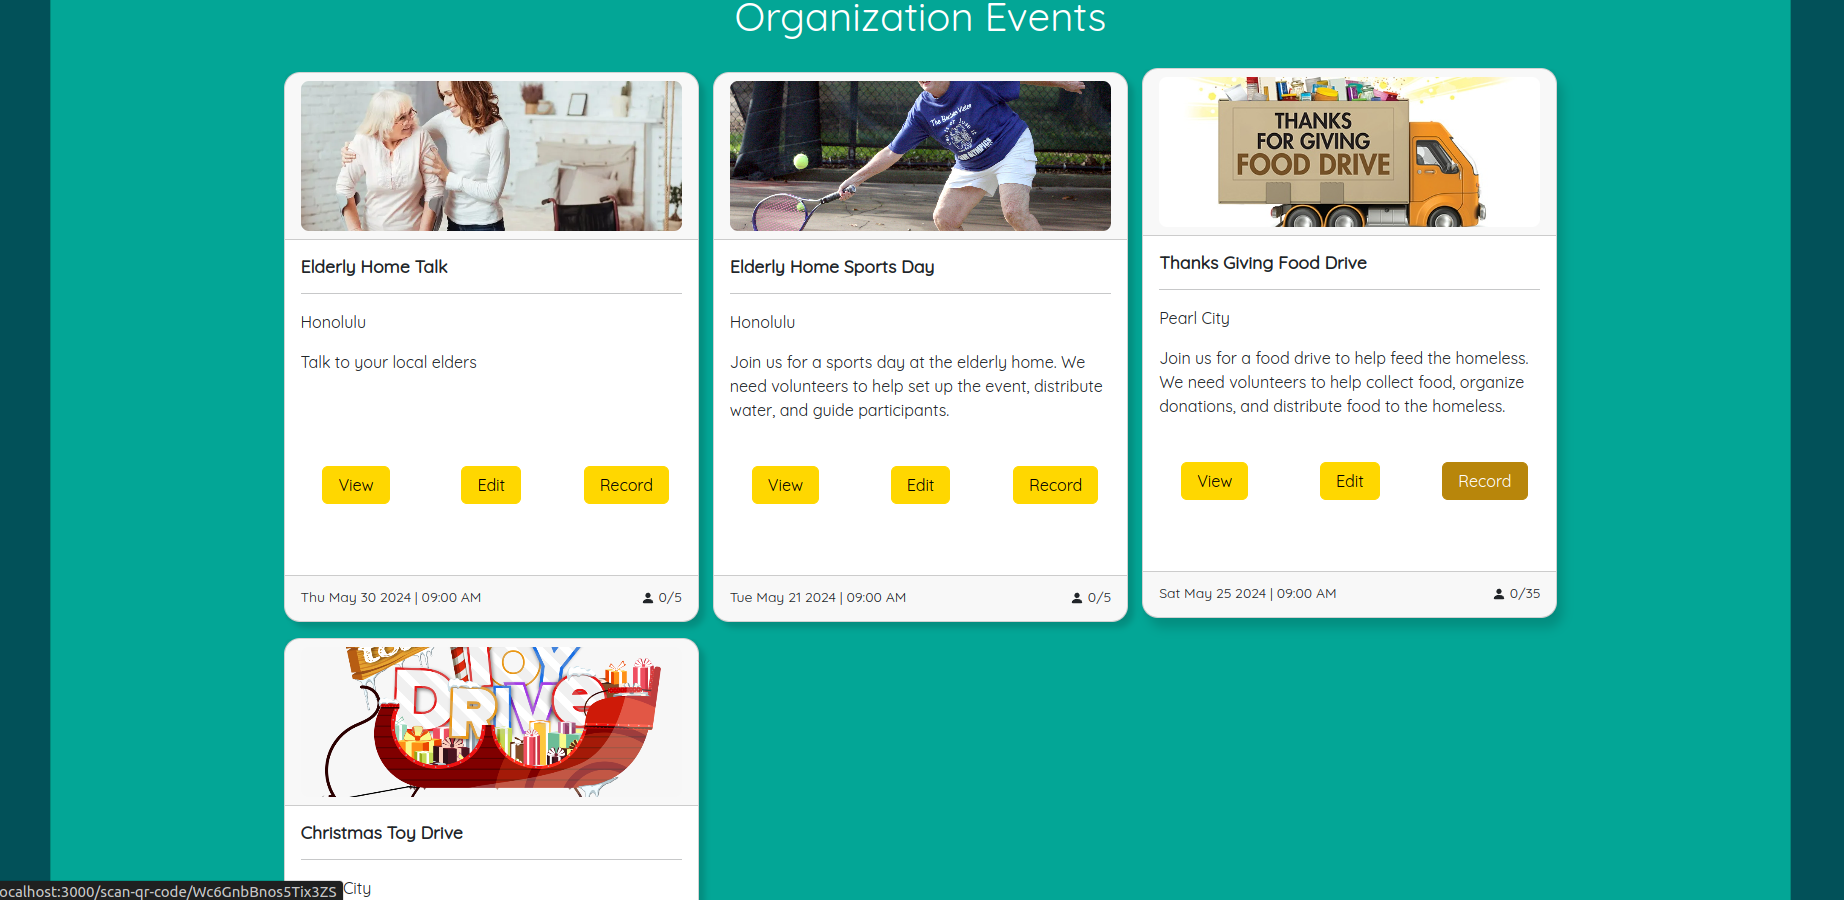 Organization Events
THANKS
FOR GIVING
FOOD DRIVE
Elderly Home Talk
Honolulu
Talk to your local elders
View
Edit
Record
Thu May 30 2024 | 09:00 AM
0/5
Elderly Home Sports Day
Honolulu
Join us for a sports day at the elderly home. We
need volunteers to help set up the event, distribute
water, and guide participants.
View
Edit
Record
Tue May 21 2024 | 09:00 AM
0/5
Thanks Giving Food Drive
Pearl City
Join us for a food drive to help feed the homeless.
We need volunteers to help collect food, organize
donations, and distribute food to the homeless.
View
Edit
Record
Sat May 25 2024 | 09:00 AM
0/35
TOY
DRIVe
Christmas Toy Drive
City
ocalhost:3000/scan-qr-code/Wc6GnbBnos5Tix3ZS